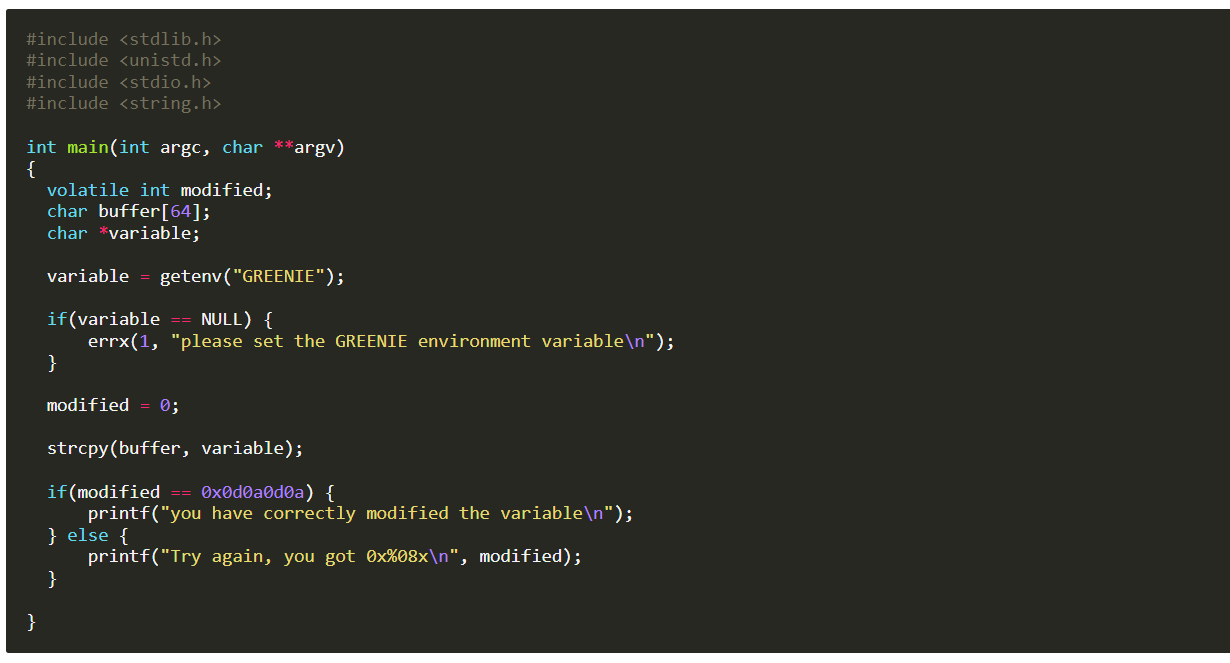 #include <stdlib.h>
#include <unistd.h>
#include <stdio.h>
#include <string.h>

int main(int argc, char **argv)
{
  volatile int modified;
  char buffer[64];
  char *variable;

  variable = getenv("GREENIE");

  if(variable == NULL) {
      errx(1, "please set the GREENIE environment variable\n");
  }

  modified = 0;

  strcpy(buffer, variable);

  if(modified == 0x0d0a0d0a) {
      printf("you have correctly modified the variable\n");
  } else {
      printf("Try again, you got 0x%08x\n", modified);
  }

}